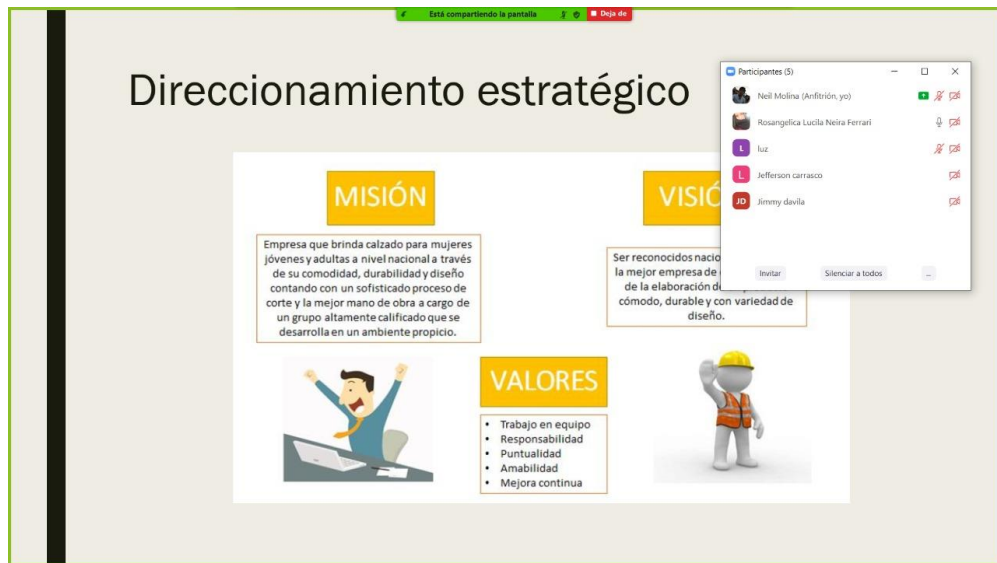 Está compartiendo la pantalla
Deja de
Direccionamiento estratégico
Participantes (5)
Neil Molina (Anfitrión, yo)
Rosangelica Lucila Neira Ferrari
L luz
L Jefferson carrasco
JD Jimmy davila
Invitar
Silenciar a todos
...
MISIÓN
Empresa que brinda calzado para mujeres
jóvenes y adultas a nivel nacional a través
de su comodidad, durabilidad y diseño
contando con un sofisticado proceso de
corte y la mejor mano de obra a cargo de
un grupo altamente calificado que se
desarrolla en un ambiente propicio.
Ser reconocidos
la mejor empresa de
de la elaboración
cómodo, durable y con variedad de
diseño.
VALORES
• Trabajo en equipo
• Responsabilidad
• Puntualidad
• Amabilidad
• Mejora continua